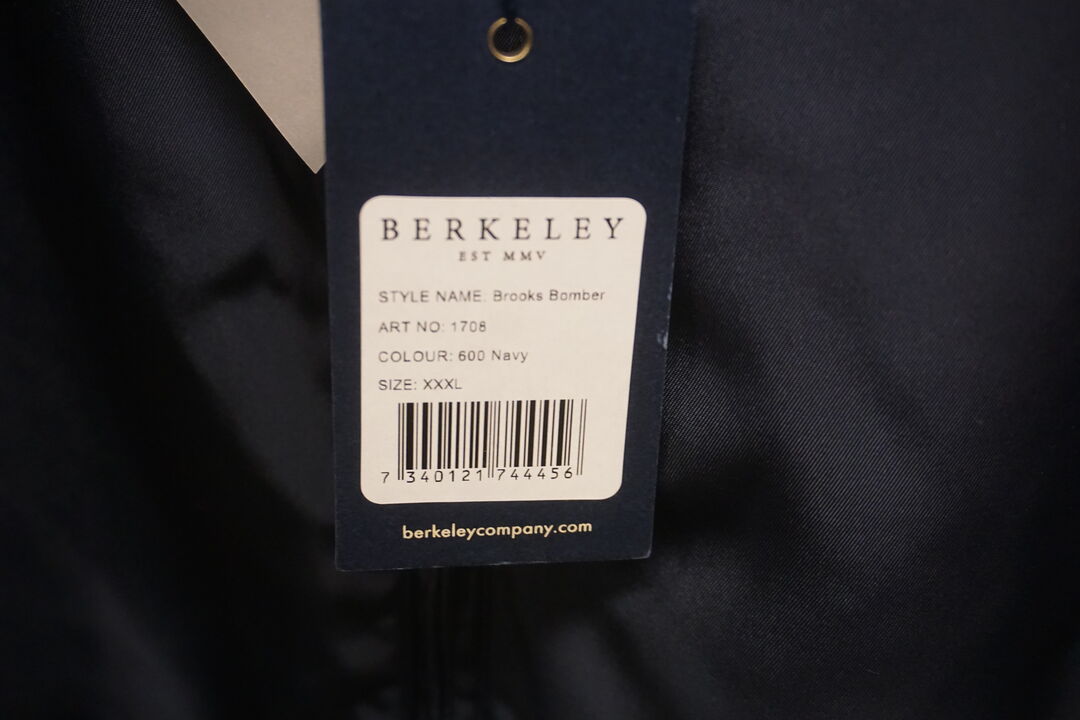 BERKELEY
EST MMV
STYLE NAME: Brooks Bomber
ART NO: 1708
COLOUR: 600 Navy
SIZE: XXXL
7 340121 744456
berkeleycompany.com